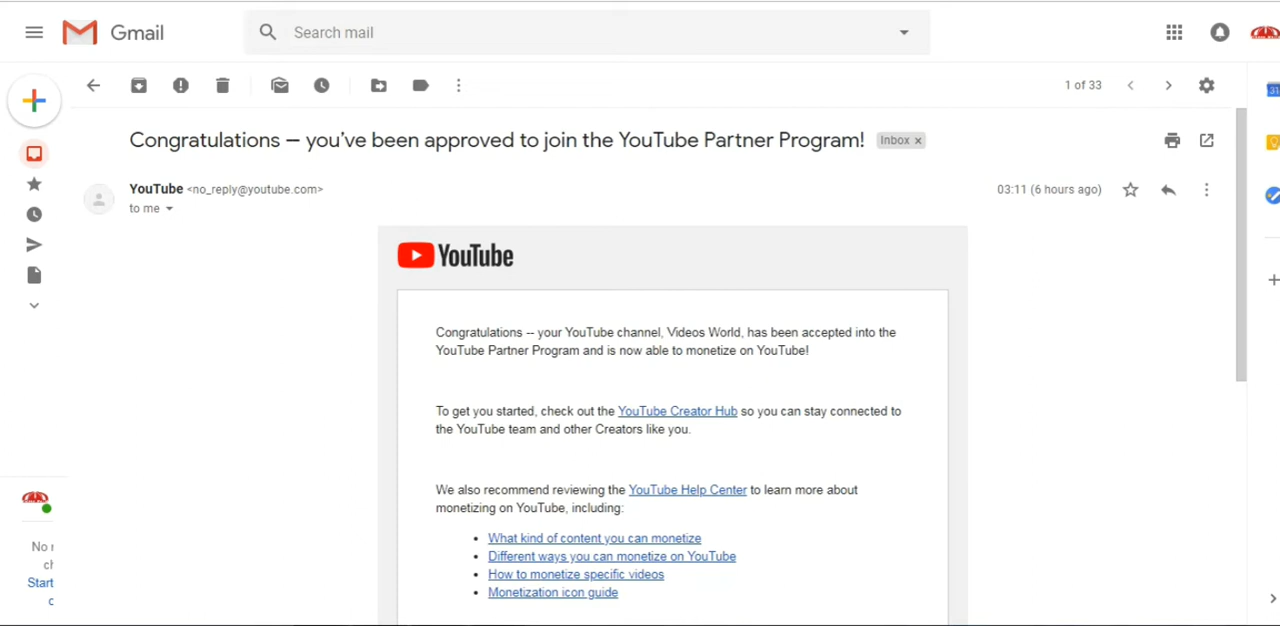 Gmail
Search mail
1 of 33
Congratulations – you've been approved to join the YouTube Partner Program!
Inbox ×
YouTube <no_reply@youtube.com>
03:11 (6 hours ago)
to me
YouTube
Congratulations -- your YouTube channel, Videos World, has been accepted into the
YouTube Partner Program and is now able to monetize on YouTube!
To get you started, check out the YouTube Creator Hub so you can stay connected to
the YouTube team and other Creators like you.
We also recommend reviewing the YouTube Help Center to learn more about
monetizing on YouTube, including:
• What kind of content you can monetize
• Different ways you can monetize on YouTube
• How to monetize specific videos
• Monetization icon guide
31
No
Start